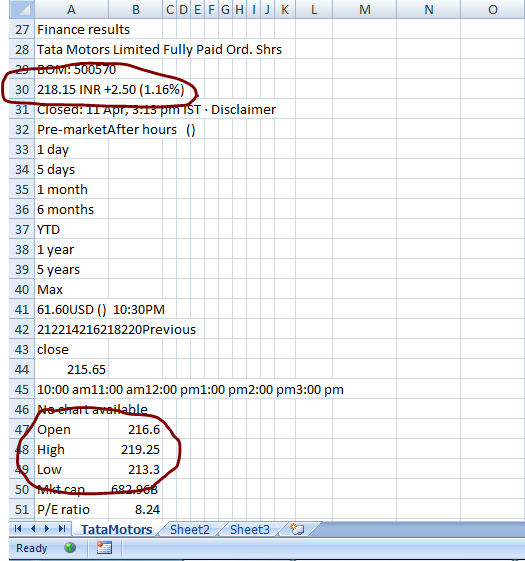 A B C D E F G H I J K L M N O
27 Finance results
28 Tata Motors Limited Fully Paid Ord. Shrs
29 BOM: 500570
30 218.15 INR +2.50 (1.16%)
31 Closed: 11 Apr, 3:13 pm IST · Disclaimer
32 Pre-marketAfter hours ()
33 1 day
34 5 days
35 1 month
36 6 months
37 YTD
38 1 year
39 5 years
40 Max
41 61.60USD () 10:30PM
42 212214216218220Previous
43 close
44 215.65
45 10:00 am11:00 am12:00 pm1:00 pm2:00 pm3:00 pm
46 No chart available
47 Open 216.6
48 High 219.25
49 Low 213.3
50 Mkt cap 682.96B
51 P/E ratio 8.24
TataMotors Sheet2 Sheet3
Ready